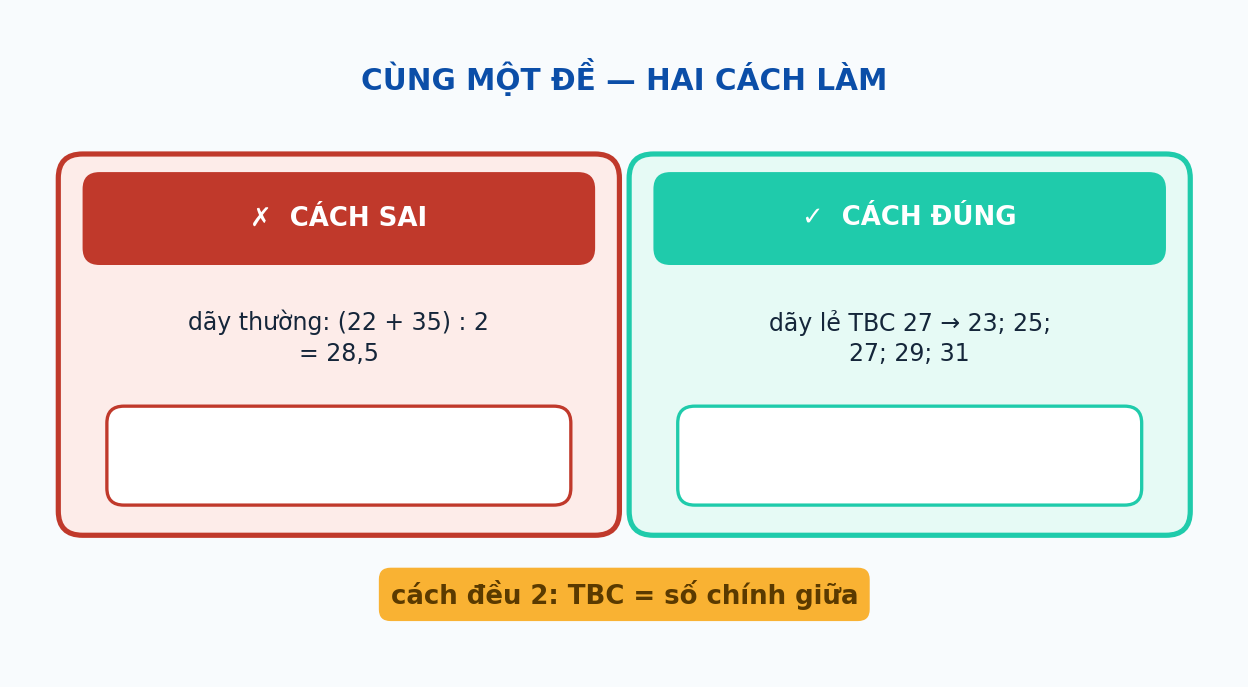 CÙNG MỘT ĐỀ — HAI CÁCH LÀM
✗ CÁCH SAI
dãy thường: (22 + 35) : 2
= 28,5
✓ CÁCH ĐÚNG
dãy lẻ TBC 27 → 23; 25;
27; 29; 31
cách đều 2: TBC = số chính giữa